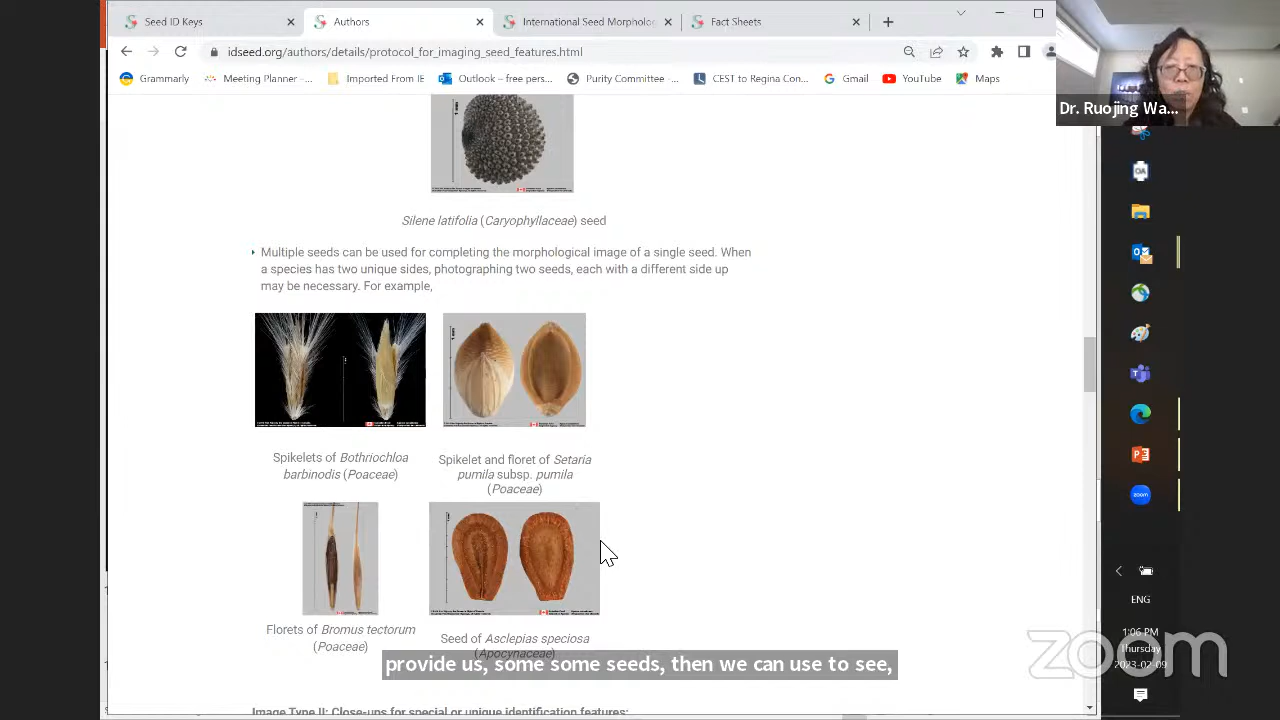 Seed ID Keys
Authors
International Seed Morpholo
Fact Sheets
idseed.org/authors/details/protocol_for_imaging_seed_features.html
Grammarly
Meeting Planner -...
Imported From IE
Outlook – free pers...
Purity Committee -...
CEST to Regina Con...
Gmail
YouTube
Maps
Dr. Ruojing Wa...
Silene latifolia (Caryophyllaceae) seed
Multiple seeds can be used for completing the morphological image of a single seed. When
a species has two unique sides, photographing two seeds, each with a different side up
may be necessary. For example,
Spikelets of Bothriochloa
barbinodis (Poaceae)
Spikelet and floret of Setaria
pumila subsp. pumila
(Poaceae)
Florets of Bromus tectorum
(Poaceae)
Seed of Asclepias speciosa
(Apocynaceae)
provide us, some some seeds, then we can use to see,
Image Type II: Close-ups for special or unique identification features:
OA
zoom
ENG
1:06 PM
Thursday
2023-02-09
zoom